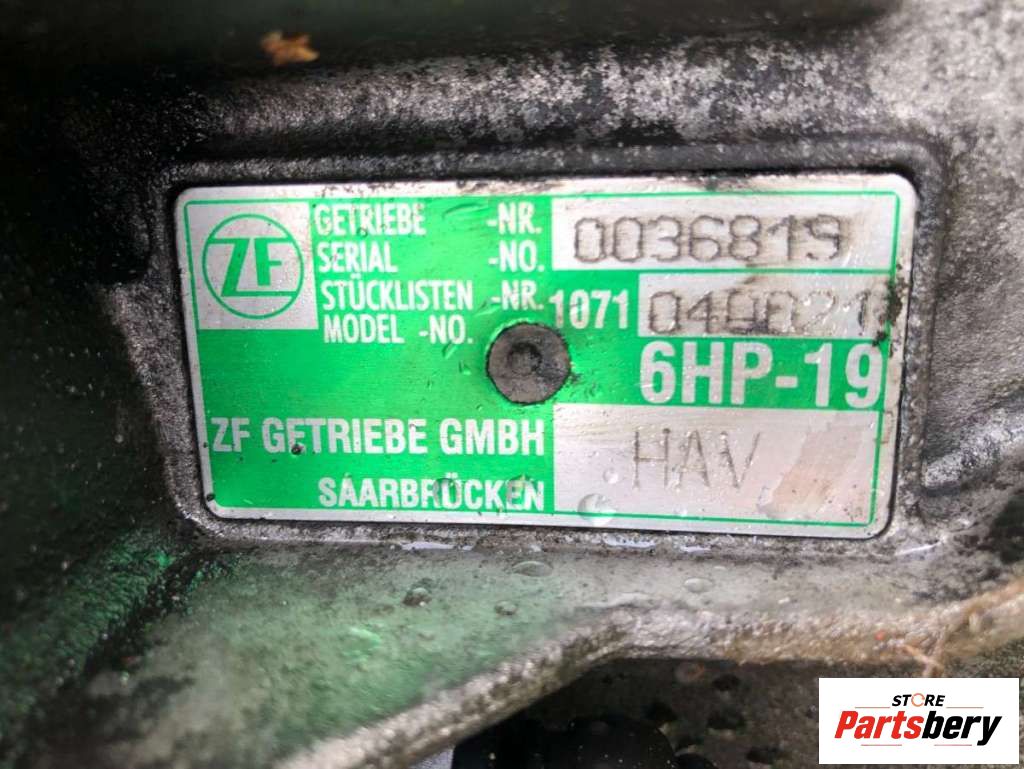 ZF
GETRIEBE -NR. 0036819
SERIAL -NO.
STÜCKLISTEN -NR. 1071
MODEL -NO.
6HP-19
ZF GETRIEBE GMBH HAV
SAARBRÜCKEN
STORE
Partsbery